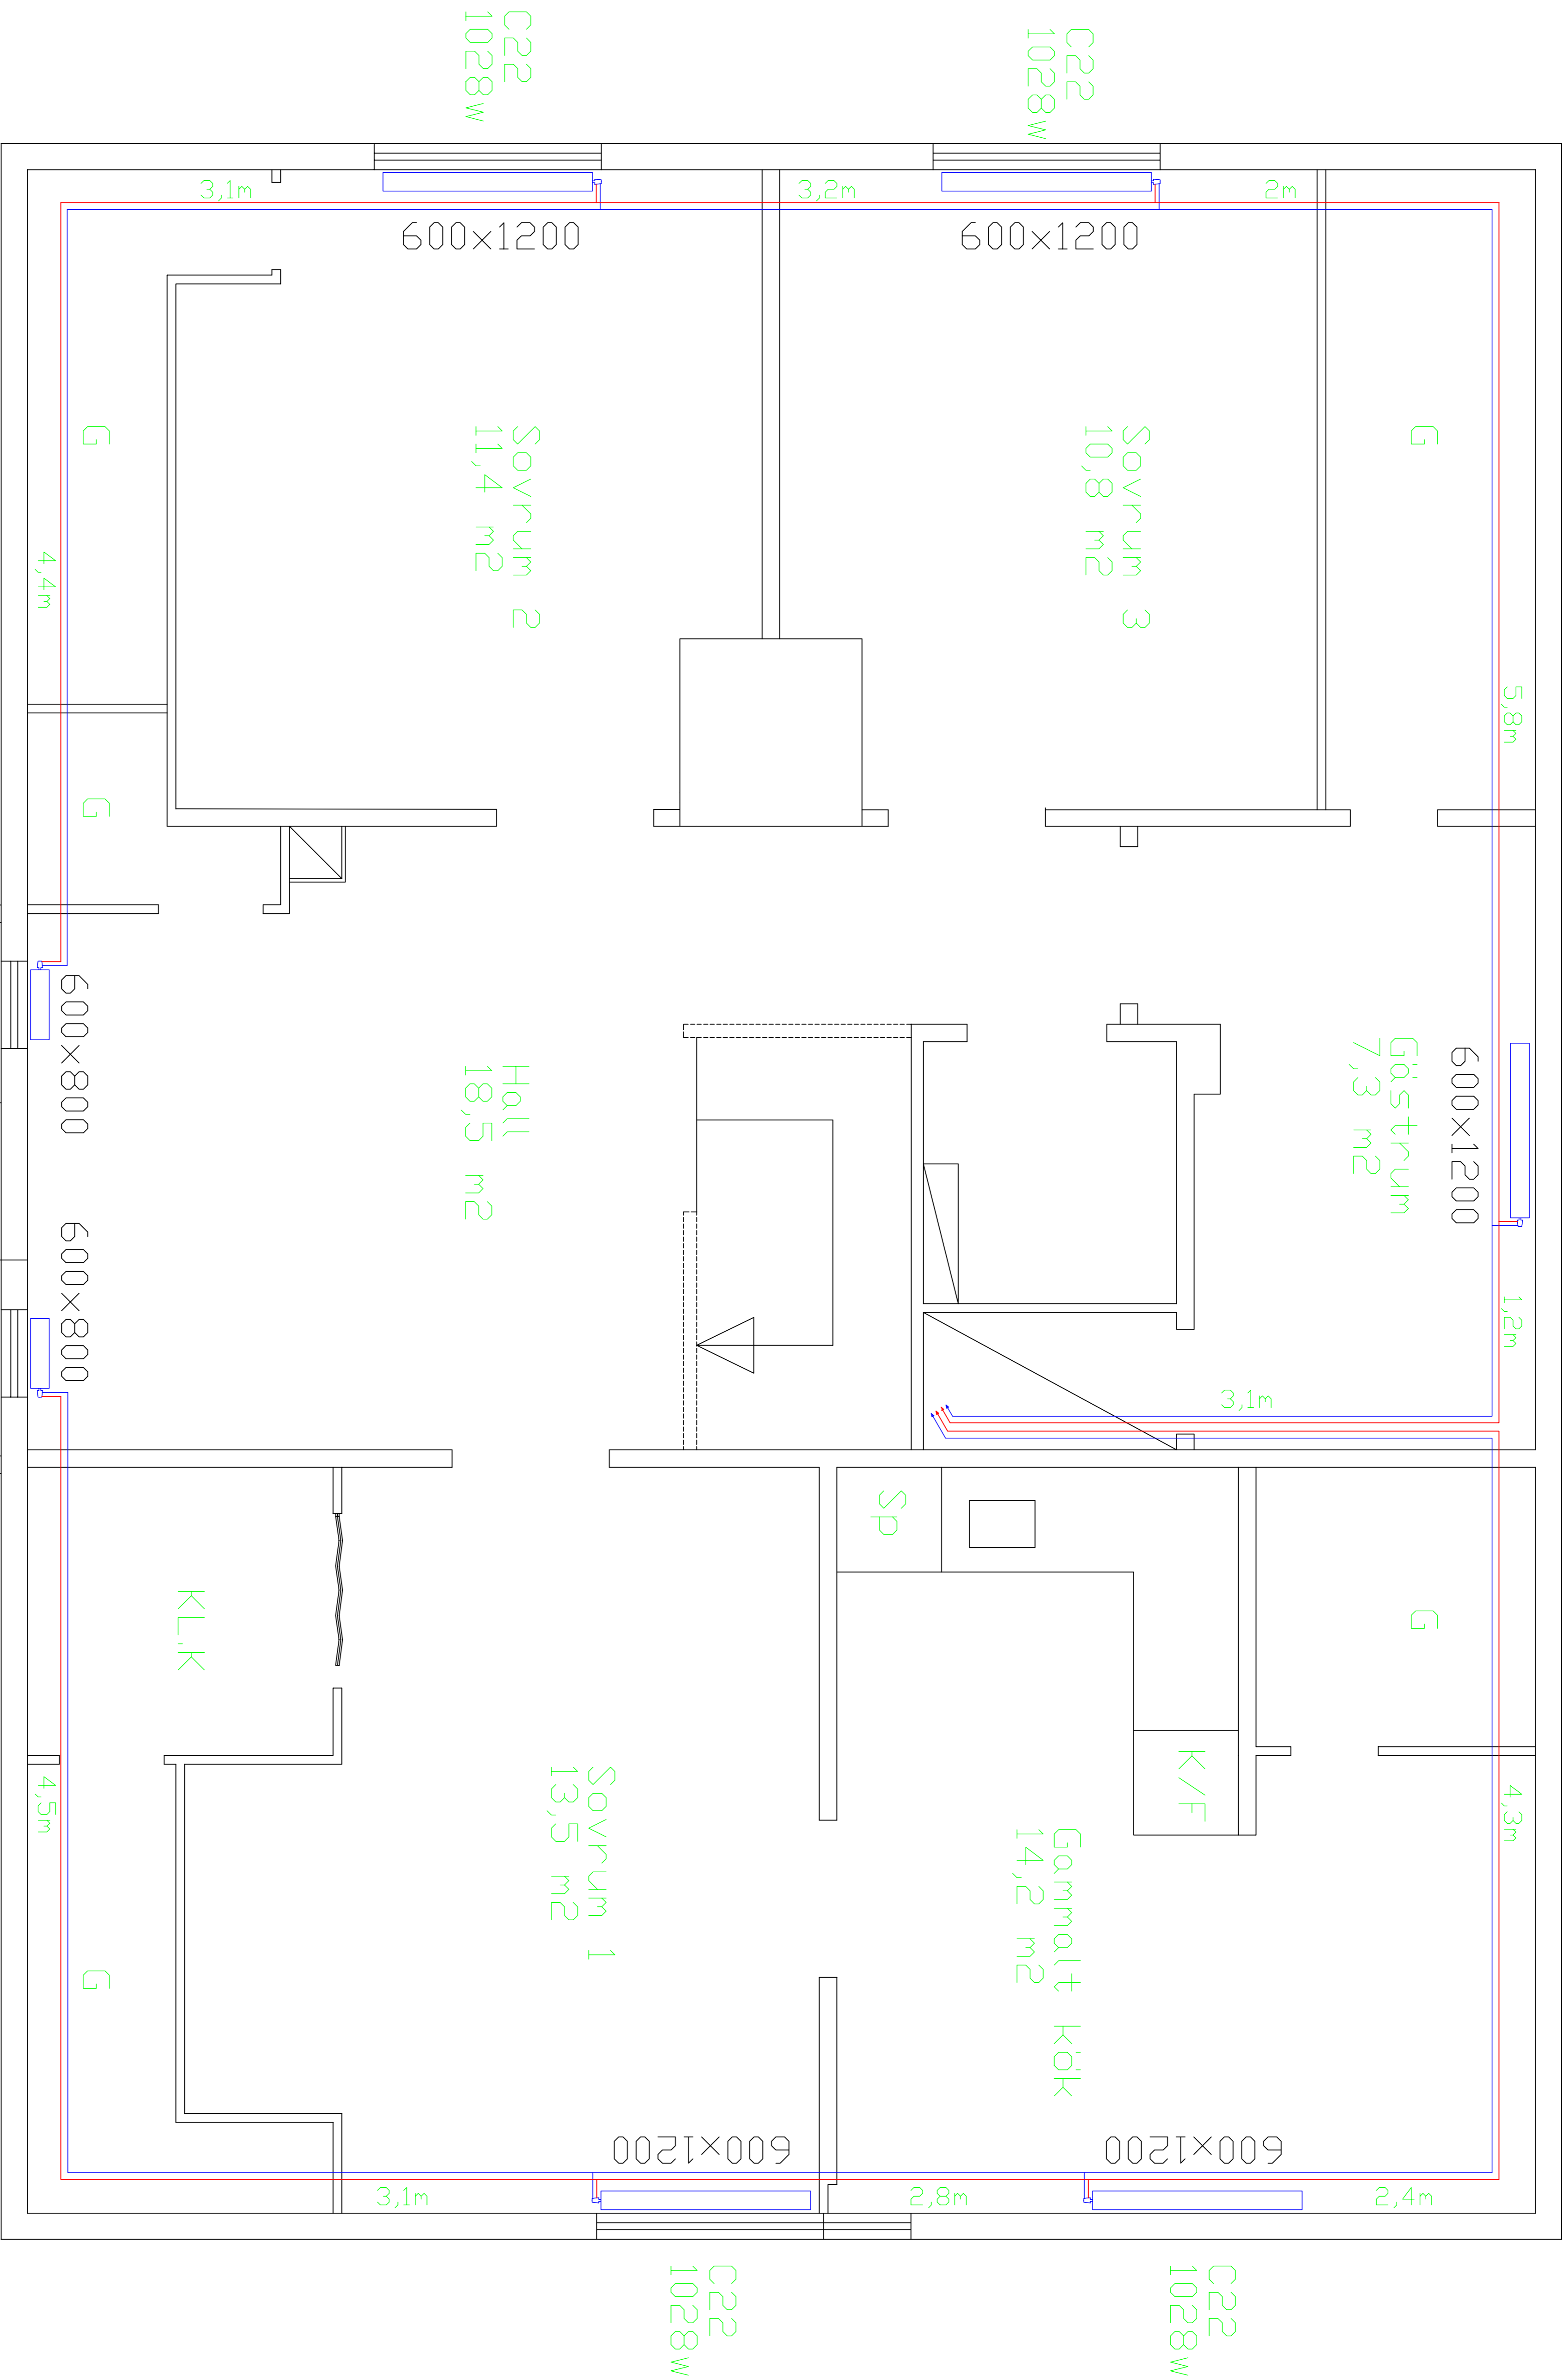 C22
1028W
C22
1028W
3,1m
3,2m
2m
600x1200
600x1200
G
Sovrum 2
11,4 m2
Sovrum 3
10,8 m2
G
4,4m
5,8m
G
600x800
Hall
18,5 m2
Gästrum
7,3 m2
600x1200
600x800
1,2m
3,1m
Sp
KL.K
G
K/F
4,5m
Sovrum 1
13,5 m2
Gammalt Kök
14,2 m2
4,3m
G
600x1200
600x1200
3,1m
2,8m
2,4m
C22
1028W
C22
1028W